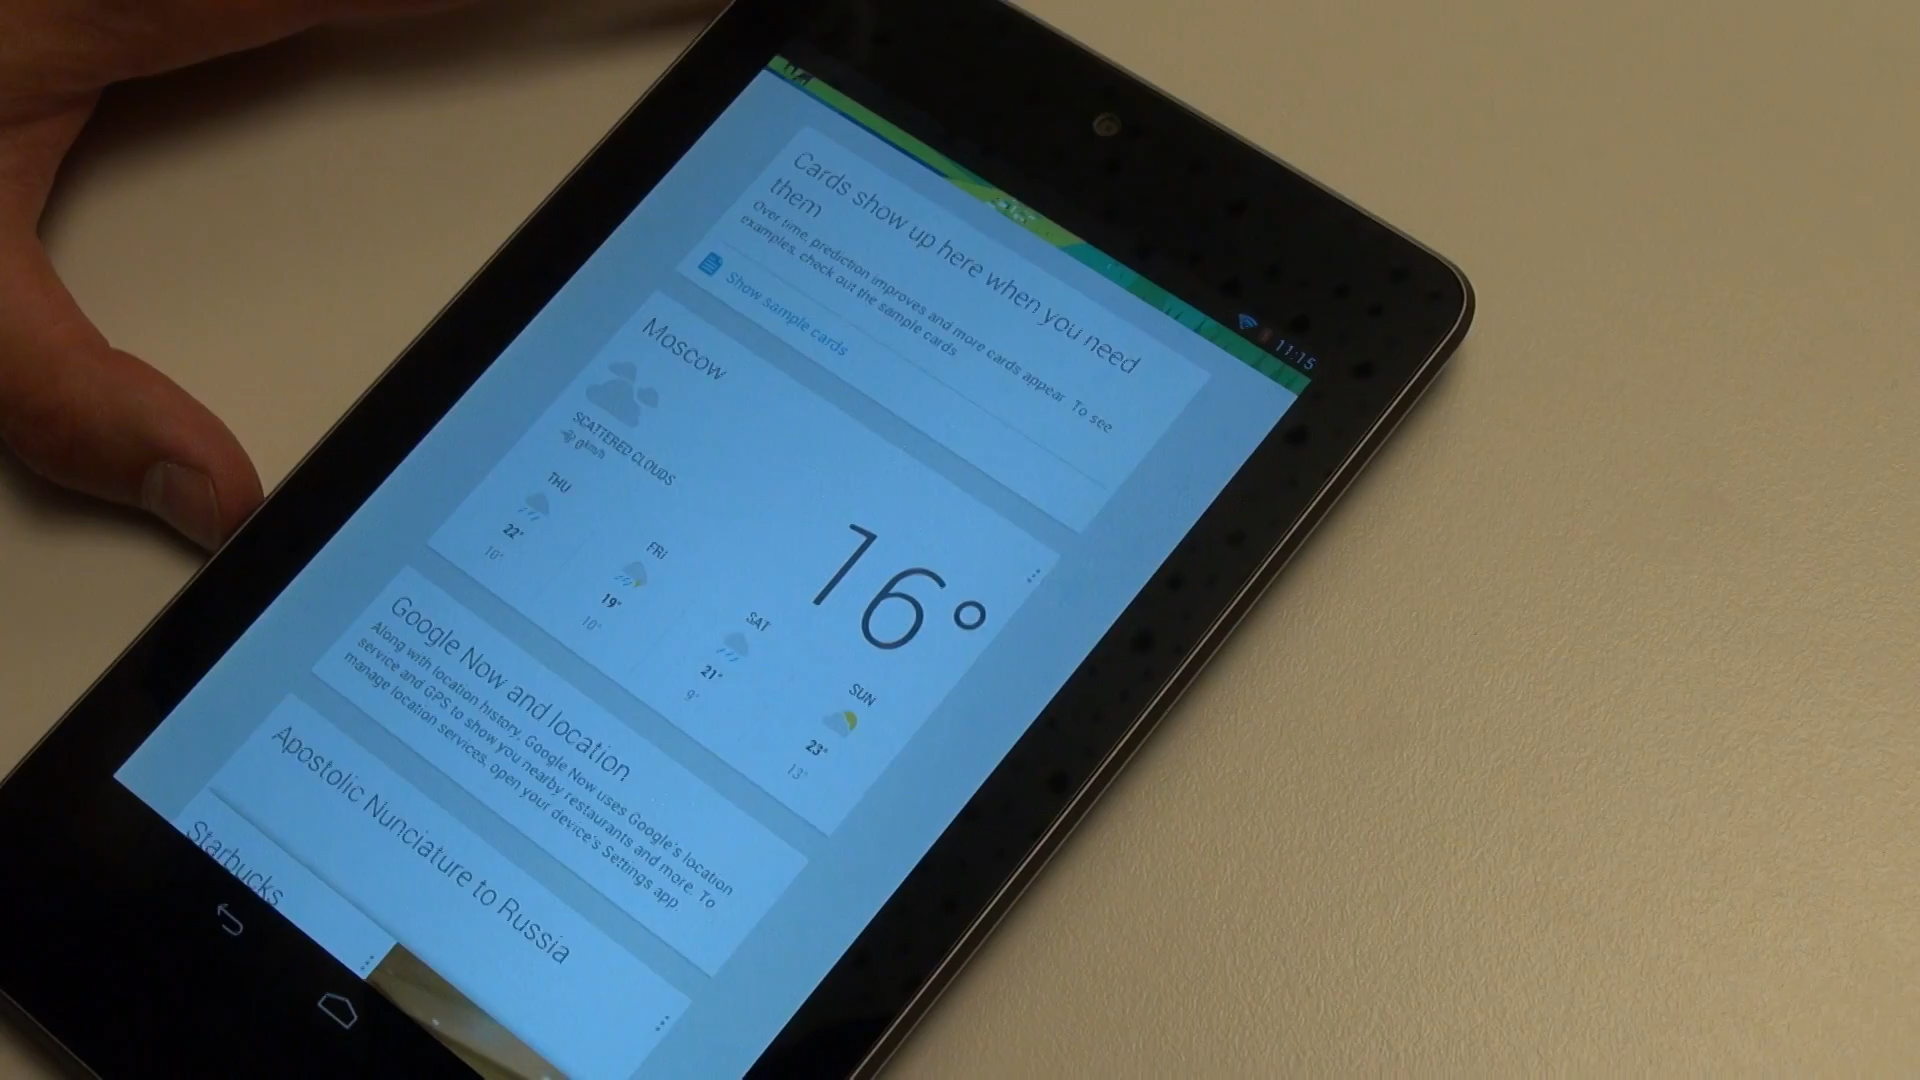 11:15
Cards show up here when you need
them
Over time, prediction improves and more cards appear. To see
examples, check out the sample cards
Show sample cards
Moscow
SCATTERED CLOUDS
0km/h
16°
THU
22°
10°
FRI
19°
10°
SAT
21°
9°
SUN
23°
13°
Google Now and location
Along with location history, Google Now uses Google's location
service and GPS to show you nearby restaurants and more. To
manage location services, open your device's Settings app.
Apostolic Nunciature to Russia
Starbucks